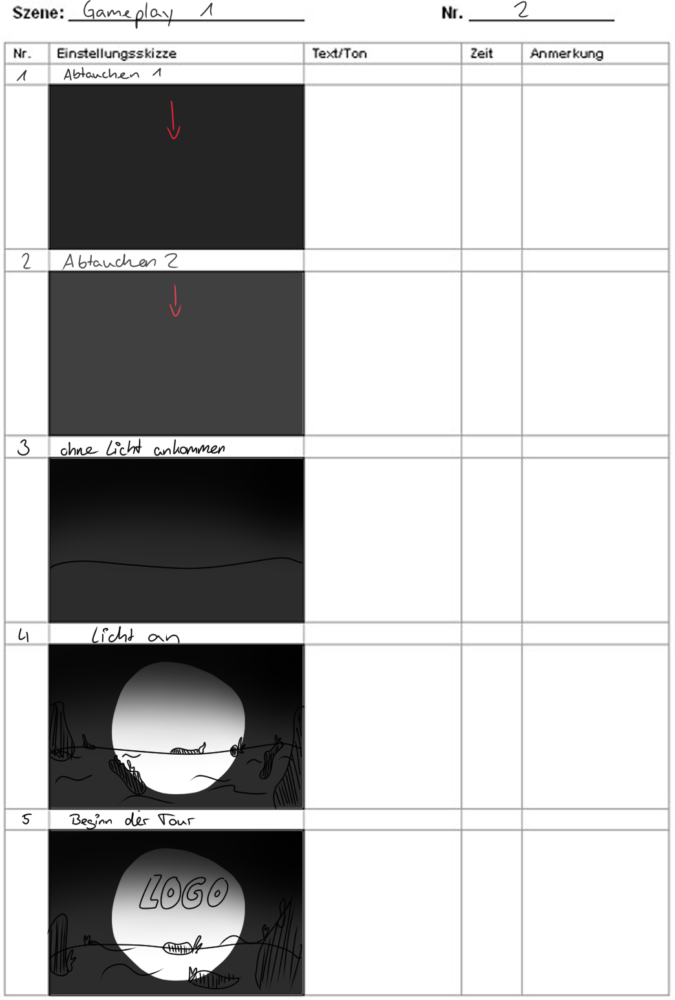 Szene: Gameplay 1 Nr. 2
Nr. Einstellungsskizze Text/Ton Zeit Anmerkung
1 Abtauchen 1
2 Abtauchen 2
3 ohne Licht ankommen
4 Licht an
5 Beginn der Tour
LOGO